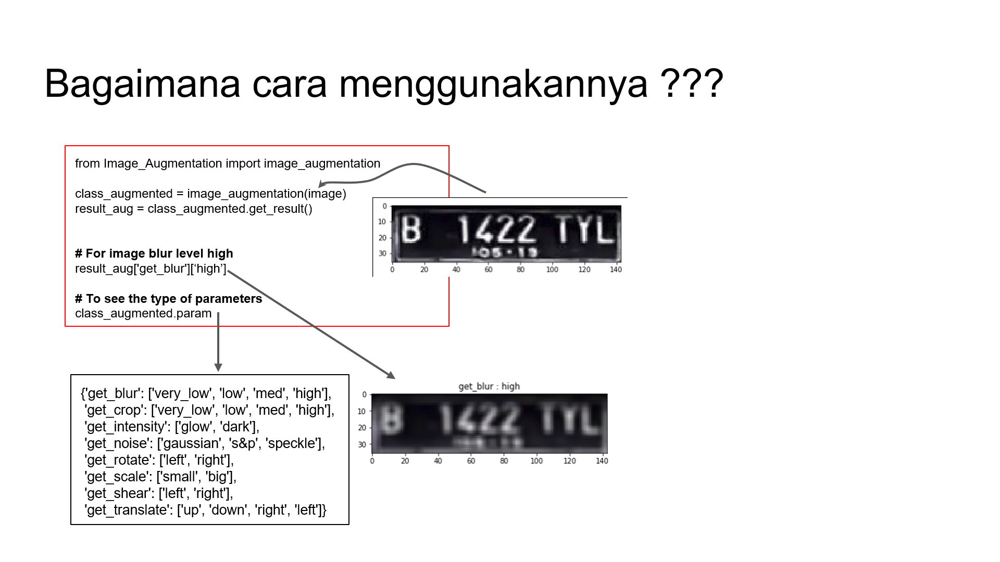 Bagaimana cara menggunakannya ???
from Image_Augmentation import image_augmentation
class_augmented = image_augmentation(image)
result_aug = class_augmented.get_result()
# For image blur level high
result_aug['get_blur'][‘high’]
# To see the type of parameters
class_augmented.param
0
10
20
30
B 1422 TYL
05 · 19
0 20 40 60 80 100 120 140
{'get_blur': ['very_low', 'low', 'med', 'high'],
'get_crop': ['very_low', 'low', 'med', 'high'],
'get_intensity': ['glow', 'dark'],
'get_noise': ['gaussian', 's&p', 'speckle'],
'get_rotate': ['left', 'right'],
'get_scale': ['small', 'big'],
'get_shear': ['left', 'right'],
'get_translate': ['up', 'down', 'right', 'left']}
get_blur : high
0
10
20
30
B 1422 TYL
0 20 40 60 80 100 120 140